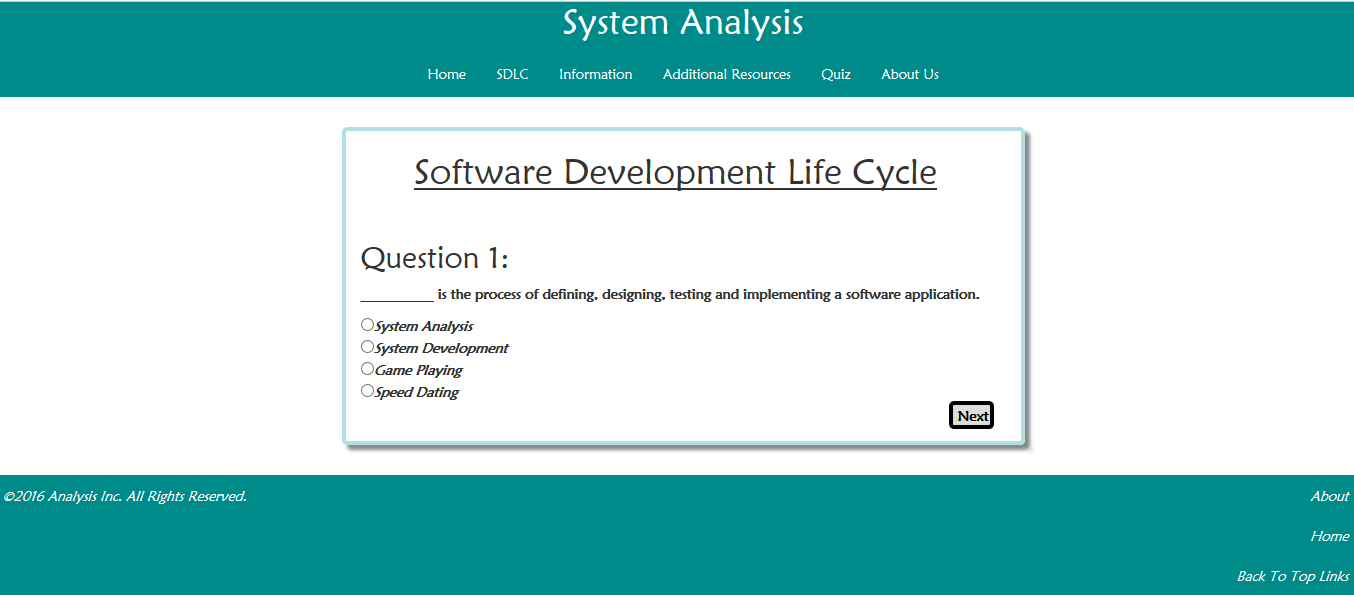 System Analysis
Home SDLC Information Additional Resources Quiz About Us
Software Development Life Cycle
Question 1:
__________ is the process of defining, designing, testing and implementing a software application.
System Analysis
System Development
Game Playing
Speed Dating
Next
©2016 Analysis Inc. All Rights Reserved.
About
Home
Back To Top Links